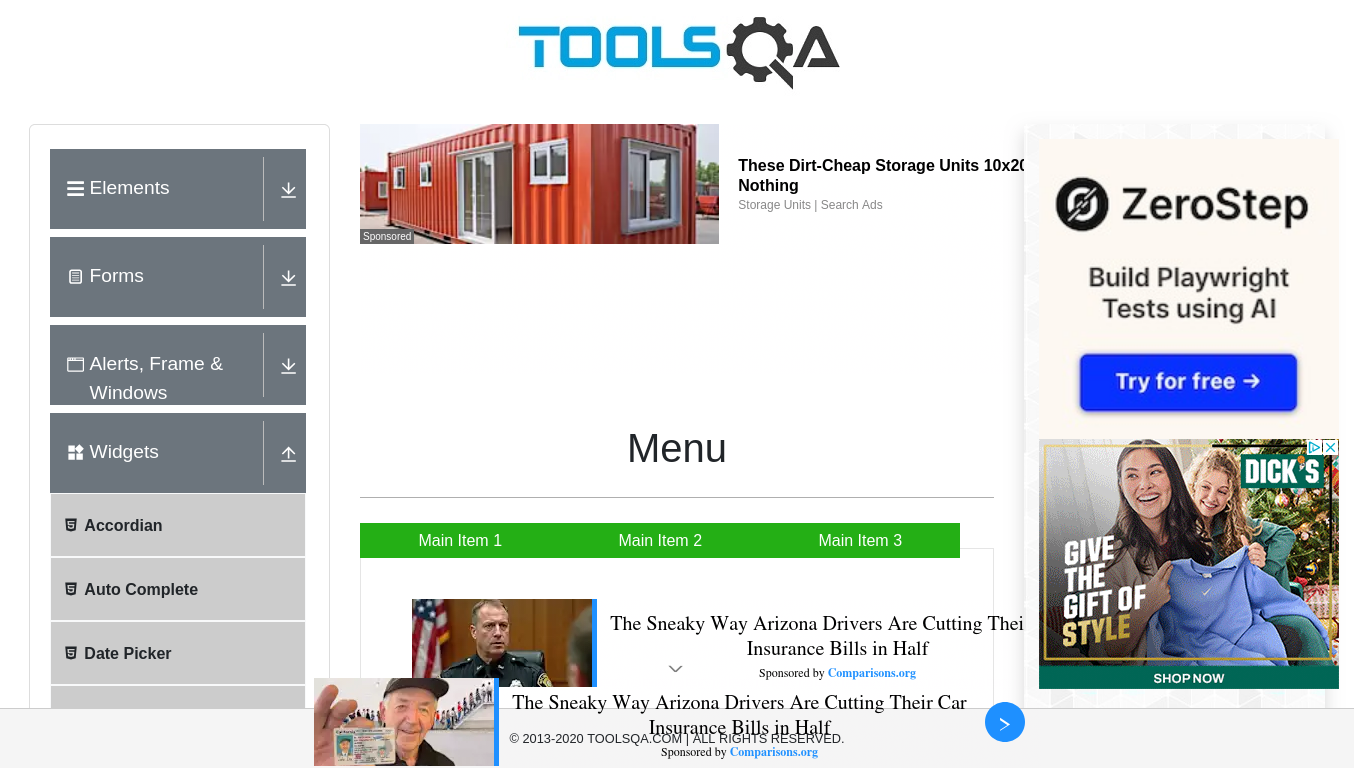 TOOLSQA
Elements
Forms
Alerts, Frame &
Windows
Widgets
Accordian
Auto Complete
Date Picker
Sponsored
These Dirt-Cheap Storage Units 10x20
Nothing
Storage Units | Search Ads
Menu
Main Item 1
Main Item 2
Main Item 3
The Sneaky Way Arizona Drivers Are Cutting Thei
Insurance Bills in Half
Sponsored by Comparisons.org
The Sneaky Way Arizona Drivers Are Cutting Their Car
Insurance Bills in Half
Sponsored by Comparisons.org
© 2013-2020 TOOLSQA.COM | ALL RIGHTS RESERVED.
ZeroStep
Build Playwright
Tests using AI
Try for free →
DICK'S
GIVE
THE
GIFT OF
STYLE
SHOP NOW